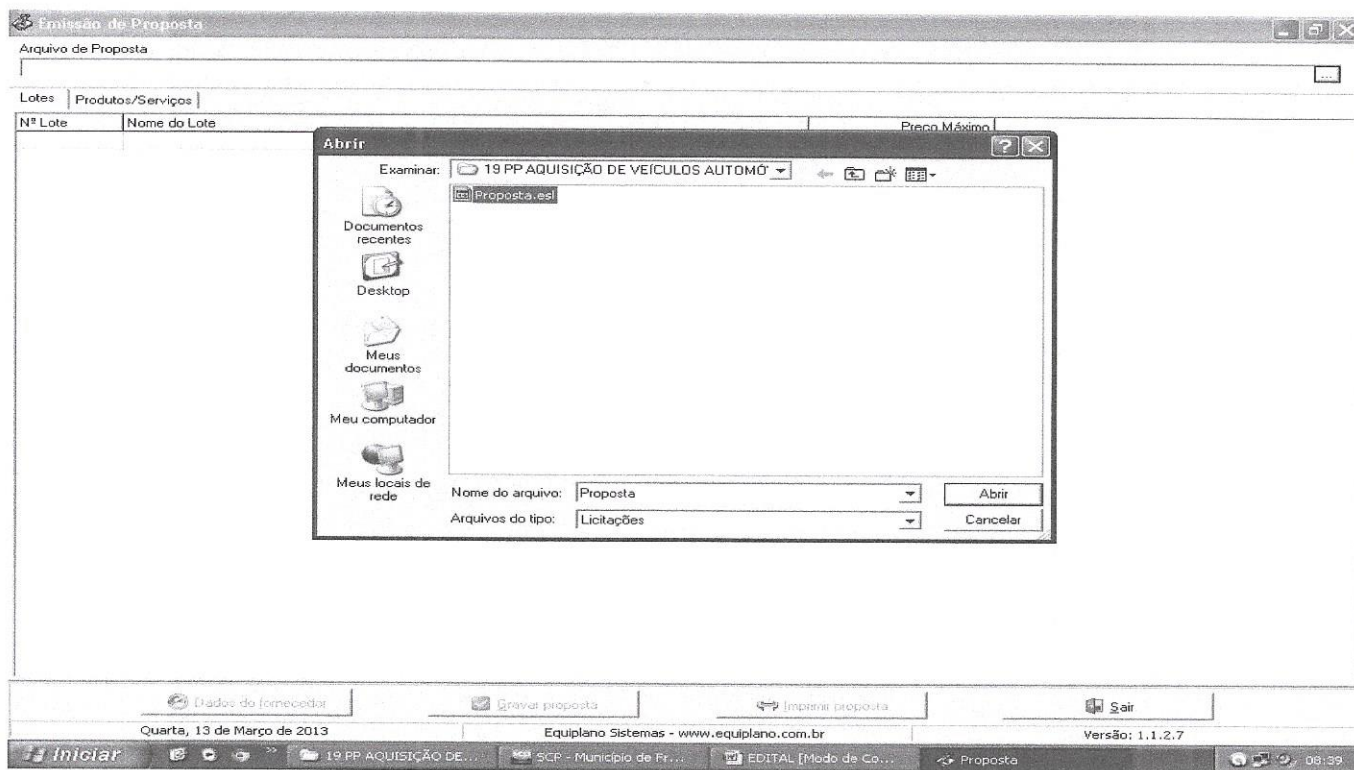 Emissão de Proposta
Arquivo de Proposta
...
Lotes Produtos/Serviços
Nº Lote Nome do Lote Preço Máximo
Abrir
Examinar: 19 PP AQUISIÇÃO DE VEÍCULOS AUTOMÓ
Proposta.esl
Documentos
recentes
Desktop
Meus
documentos
Meu computador
Meus locais de
rede
Nome do arquivo: Proposta Abrir
Arquivos do tipo: Licitações Cancelar
Dados do fornecedor Gravar proposta Imprimir proposta Sair
Quarta, 13 de Março de 2013 Equiplano Sistemas - www.equiplano.com.br Versão: 1.1.2.7
Iniciar » 19 PP AQUISIÇÃO DE... SCP - Município de Fr... EDITAL [Modo de Co... Proposta 08:39